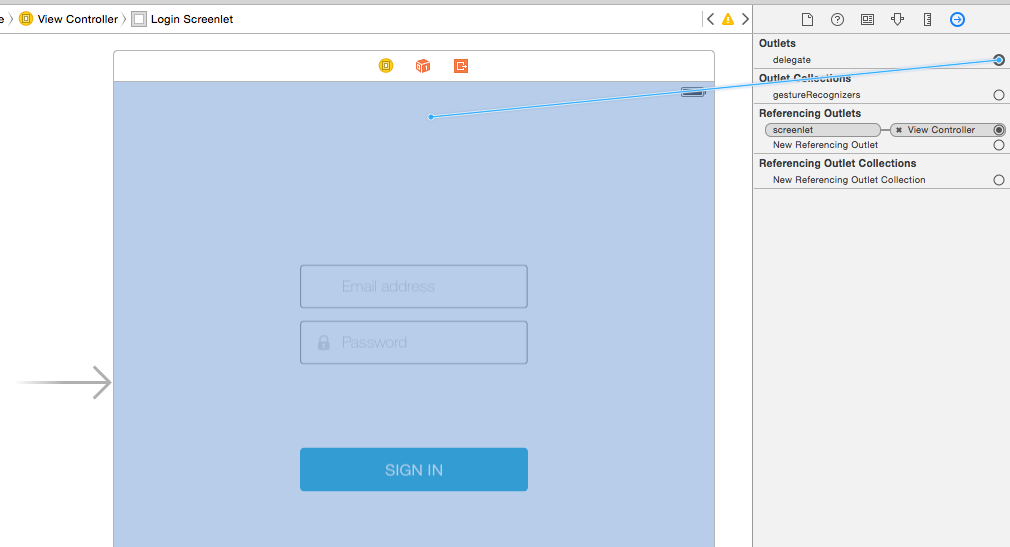 e > View Controller > Login Screenlet
Outlets
delegate
Outlet Collections
gestureRecognizers
Referencing Outlets
screenlet
View Controller
New Referencing Outlet
Referencing Outlet Collections
New Referencing Outlet Collection
Email address
Password
SIGN IN